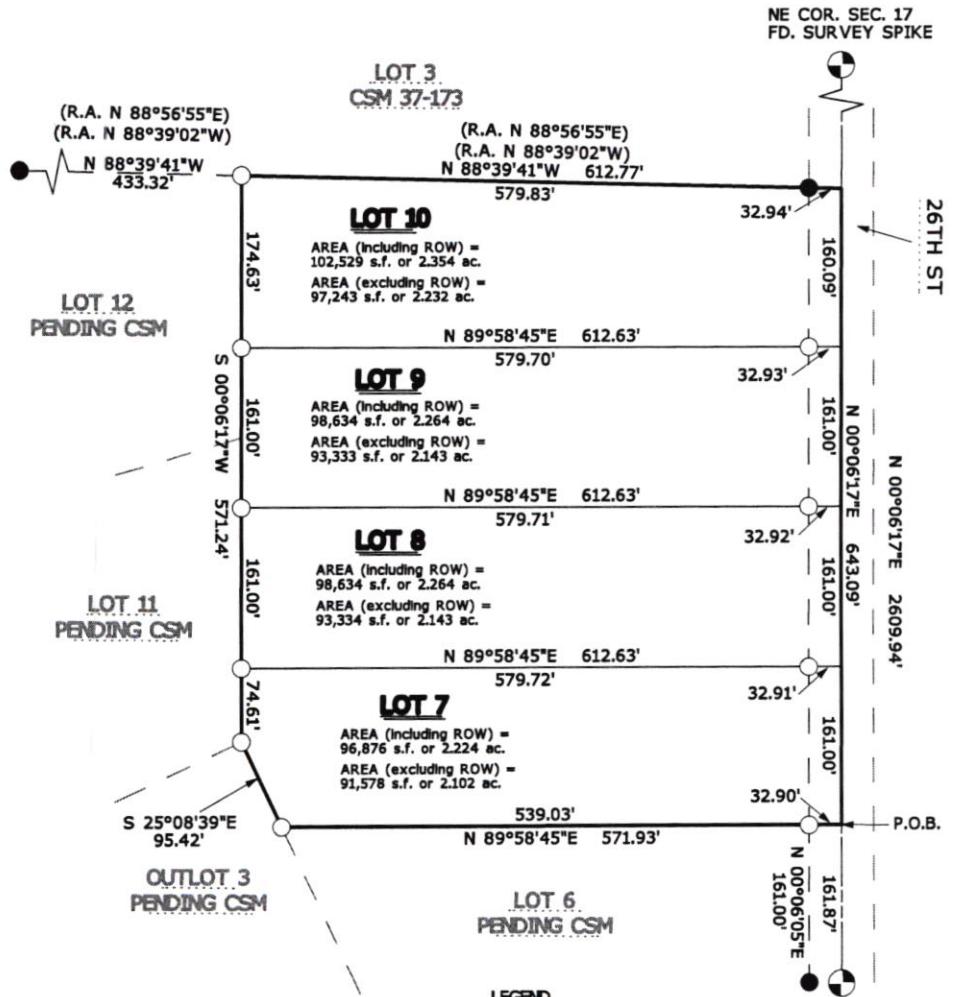 NE COR. SEC. 17
FD. SURVEY SPIKE
LOT 3
CSM 37-173
(R.A. N 88°56'55"E)
(R.A. N 88°39'02"W)
N 88°39'41"W
433.32'
(R.A. N 88°56'55"E)
(R.A. N 88°39'02"W)
N 88°39'41"W 612.77'
579.83'
32.94'
26TH ST
LOT 10
AREA (including ROW) =
102,529 s.f. or 2.354 ac.
AREA (excluding ROW) =
97,243 s.f. or 2.232 ac.
174.63'
160.09'
LOT 12
PENDING CSM
N 89°58'45"E 612.63'
579.70'
32.93'
LOT 9
AREA (including ROW) =
98,634 s.f. or 2.264 ac.
AREA (excluding ROW) =
93,333 s.f. or 2.143 ac.
S 00°06'17"W 571.24'
161.00'
161.00'
N 00°06'17"E 643.09'
N 00°06'17"E 2609.94'
N 89°58'45"E 612.63'
579.71'
32.92'
LOT 8
AREA (including ROW) =
98,634 s.f. or 2.264 ac.
AREA (excluding ROW) =
93,334 s.f. or 2.143 ac.
161.00'
161.00'
LOT 11
PENDING CSM
N 89°58'45"E 612.63'
579.72'
32.91'
74.61'
LOT 7
AREA (including ROW) =
96,876 s.f. or 2.224 ac.
AREA (excluding ROW) =
91,578 s.f. or 2.102 ac.
161.00'
32.90'
S 25°08'39"E
95.42'
539.03'
N 89°58'45"E 571.93'
P.O.B.
OUTLOT 3
PENDING CSM
LOT 6
PENDING CSM
N 00°06'05"E
161.00'
161.87'
LEGEND